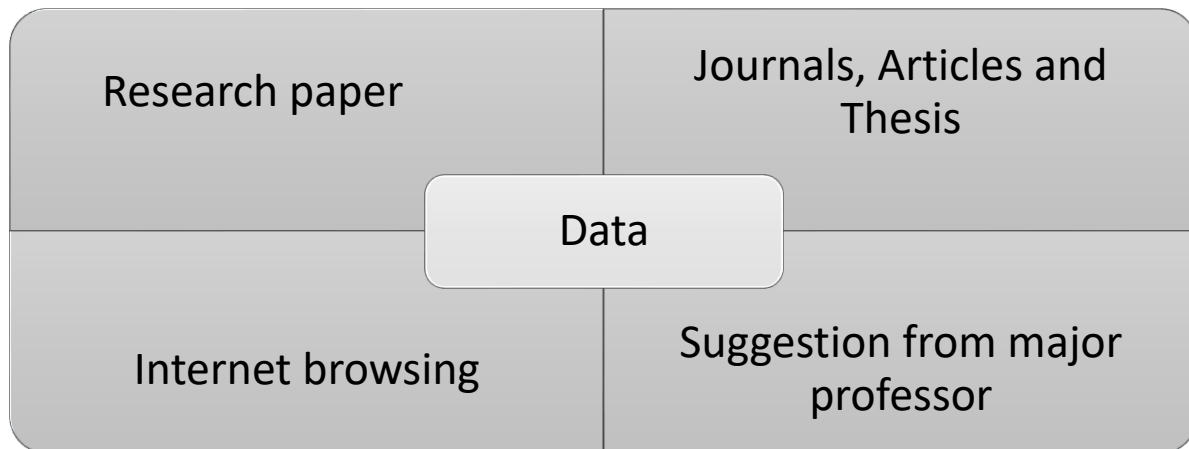 Research paper
Journals, Articles and
Thesis
Data
Internet browsing
Suggestion from major
professor